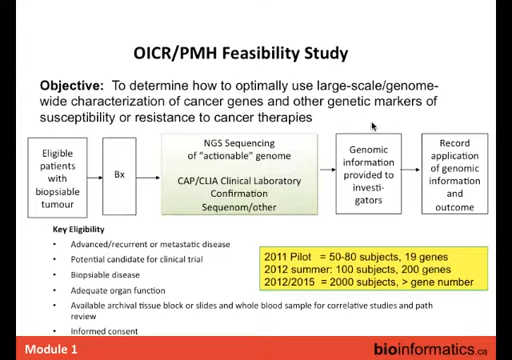 OICR/PMH Feasibility Study
Objective: To determine how to optimally use large-scale/genome-
wide characterization of cancer genes and other genetic markers of
susceptibility or resistance to cancer therapies
Eligible
patients
with
biopsiable
tumour
Bx
NGS Sequencing
of "actionable" genome
CAP/CLIA Clinical Laboratory
Confirmation
Sequenom/other
Genomic
information
provided to
investi-
gators
Record
application
of genomic
information
and
outcome
Key Eligibility
• Advanced/recurrent or metastatic disease
• Potential candidate for clinical trial
• Biopsiable disease
• Adequate organ function
• Available archival tissue block or slides and whole blood sample for correlative studies and path
review
• Informed consent
2011 Pilot = 50-80 subjects, 19 genes
2012 summer: 100 subjects, 200 genes
2012/2015 = 2000 subjects, > gene number
Module 1
bioinformatics.ca